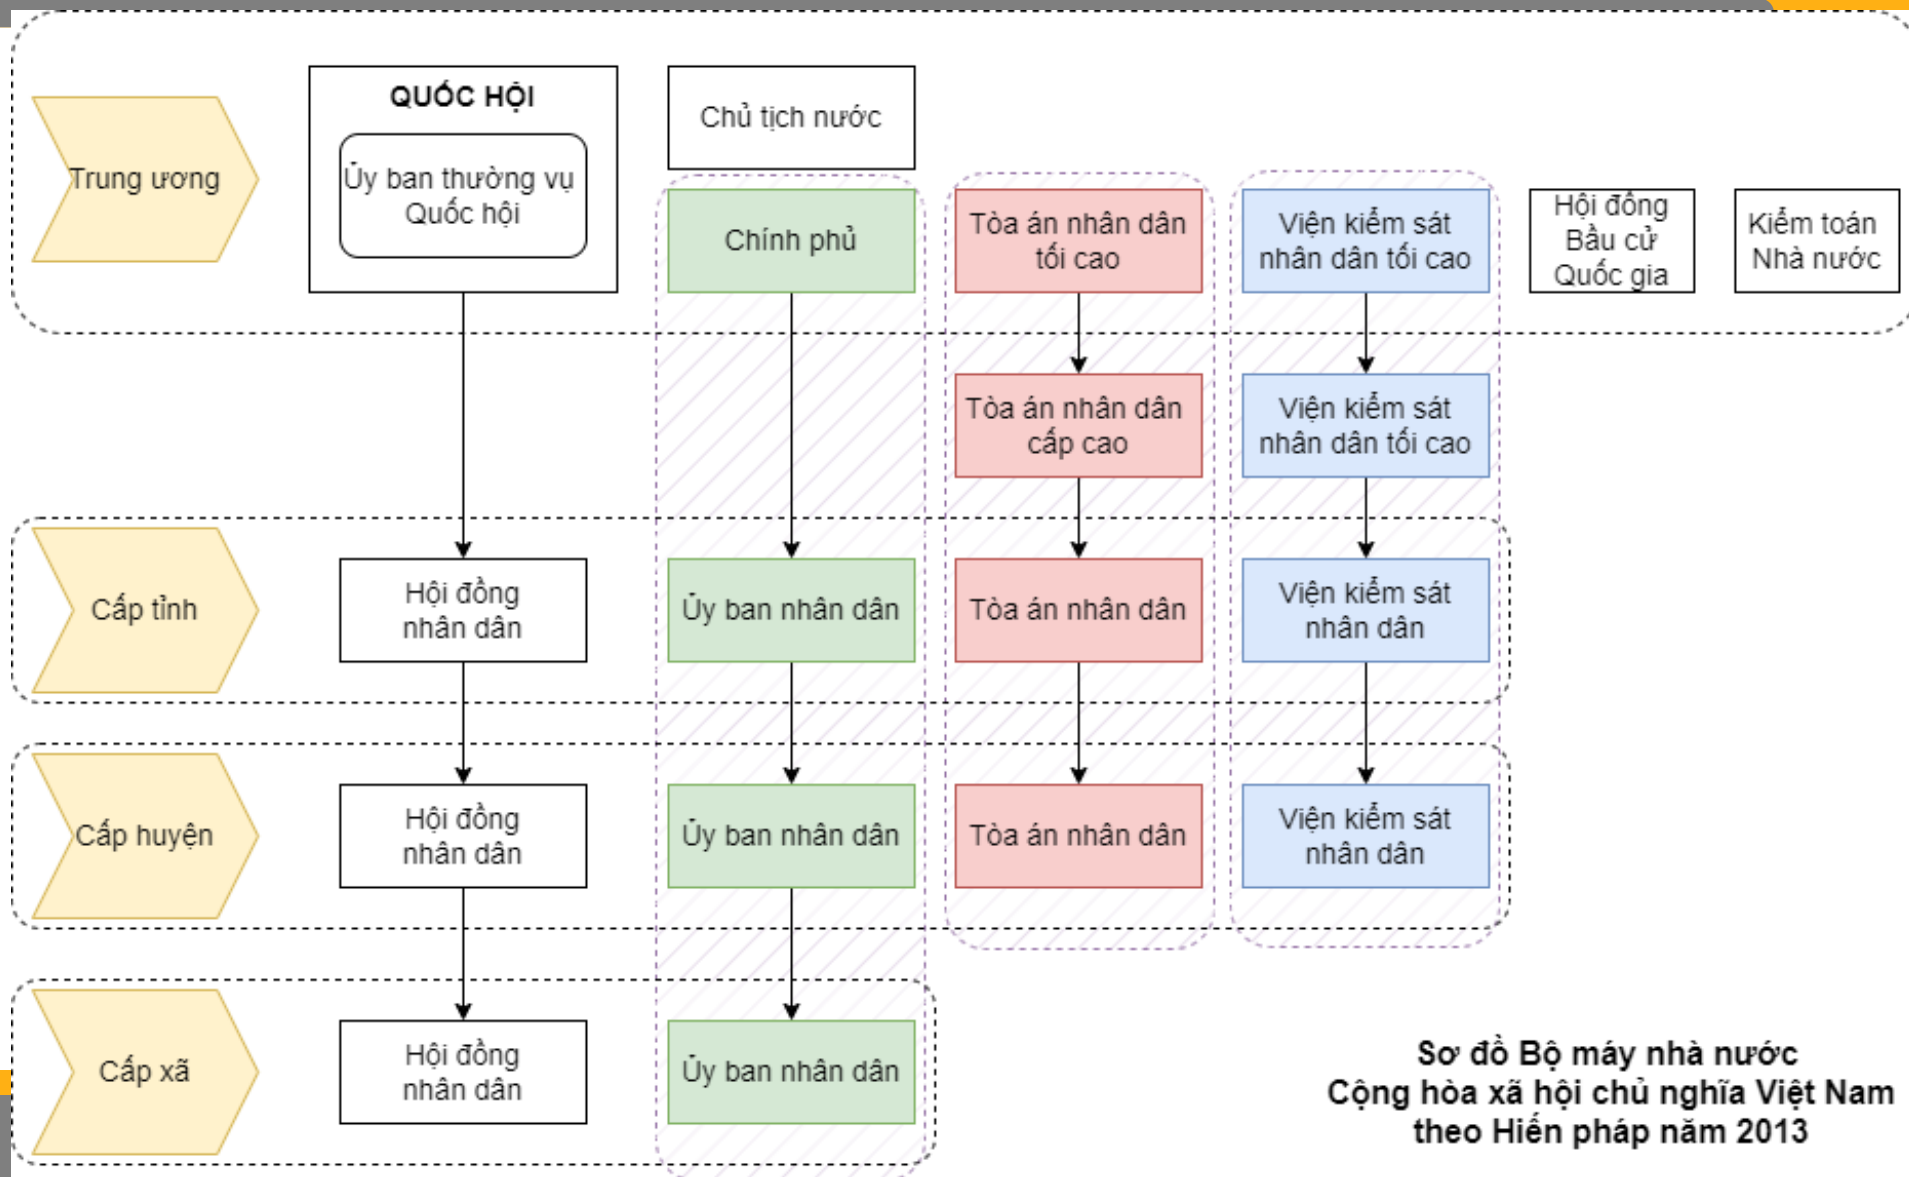 QUỐC HỘI
Ủy ban thường vụ
Quốc hội
Chủ tịch nước
Trung ương
Chính phủ
Tòa án nhân dân
tối cao
Viện kiểm sát
nhân dân tối cao
Hội đồng
Bầu cử
Quốc gia
Kiểm toán
Nhà nước
Tòa án nhân dân
cấp cao
Viện kiểm sát
nhân dân tối cao
Cấp tỉnh
Hội đồng
nhân dân
Ủy ban nhân dân
Tòa án nhân dân
Viện kiểm sát
nhân dân
Cấp huyện
Hội đồng
nhân dân
Ủy ban nhân dân
Tòa án nhân dân
Viện kiểm sát
nhân dân
Cấp xã
Hội đồng
nhân dân
Ủy ban nhân dân
Sơ đồ Bộ máy nhà nước
Cộng hòa xã hội chủ nghĩa Việt Nam
theo Hiến pháp năm 2013